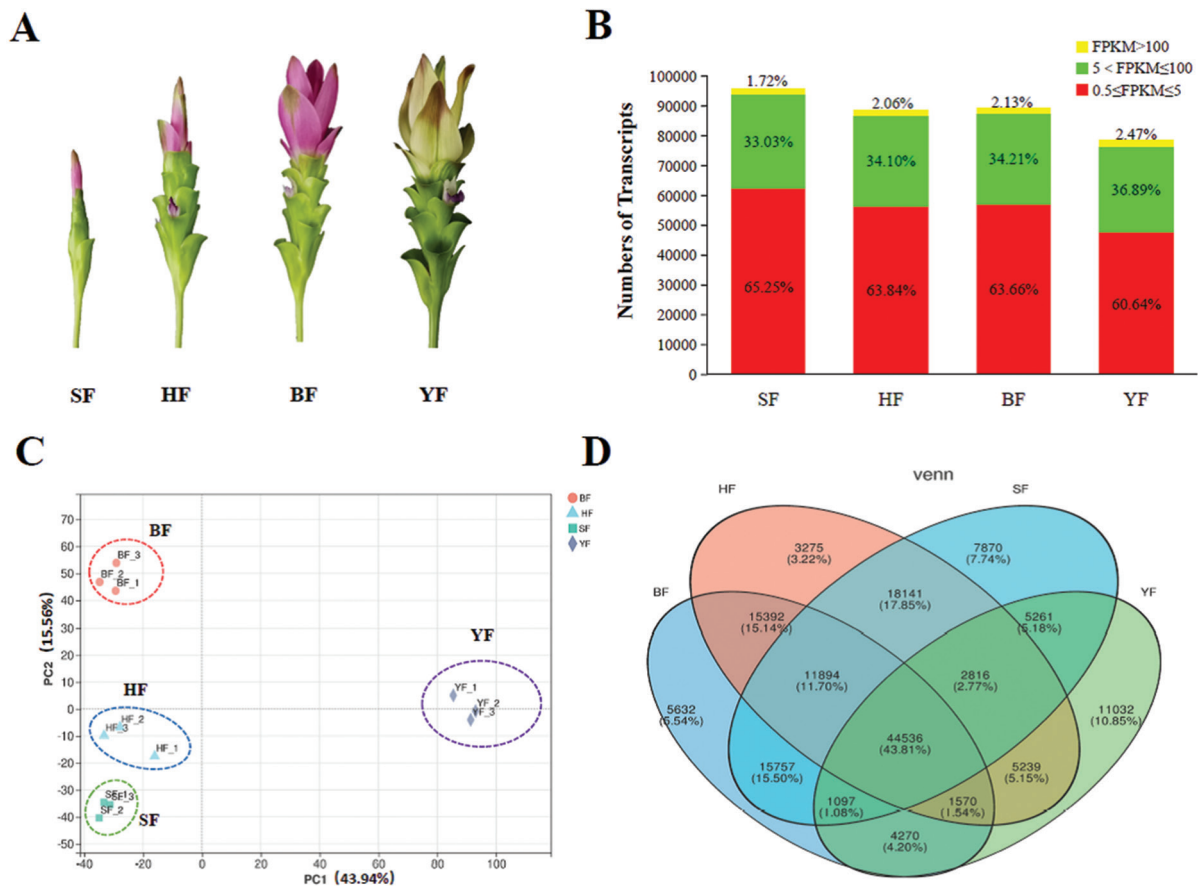 A
SF
HF
BF
YF
B
FPKM>100
5 < FPKM≤100
0.5≤FPKM≤5
Numbers of Transcripts
100000
90000
80000
70000
60000
50000
40000
30000
20000
10000
0
1.72%
33.03%
65.25%
2.06%
34.10%
63.84%
2.13%
34.21%
63.66%
2.47%
36.89%
60.64%
SF
HF
BF
YF
C
BF
HF
SF
YF
PC2 (15.56%)
70
60
50
40
30
20
10
0
-10
-20
-30
-40
-50
BF
BF_3
BF_2
BF_1
HF
HF_2
HF_3
HF_1
SF_1
SF_3
SF_2
SF
YF
YF_1
YF_2
YF_3
-40
-20
0
20
40
60
80
100
PC1 (43.94%)
D
venn
HF
SF
BF
YF
3275
(3.22%)
7870
(7.74%)
18141
(17.85%)
15392
(15.14%)
5261
(5.18%)
11894
(11.70%)
2816
(2.77%)
5632
(5.54%)
11032
(10.85%)
44536
(43.81%)
15757
(15.50%)
5239
(5.15%)
1097
(1.08%)
1570
(1.54%)
4270
(4.20%)